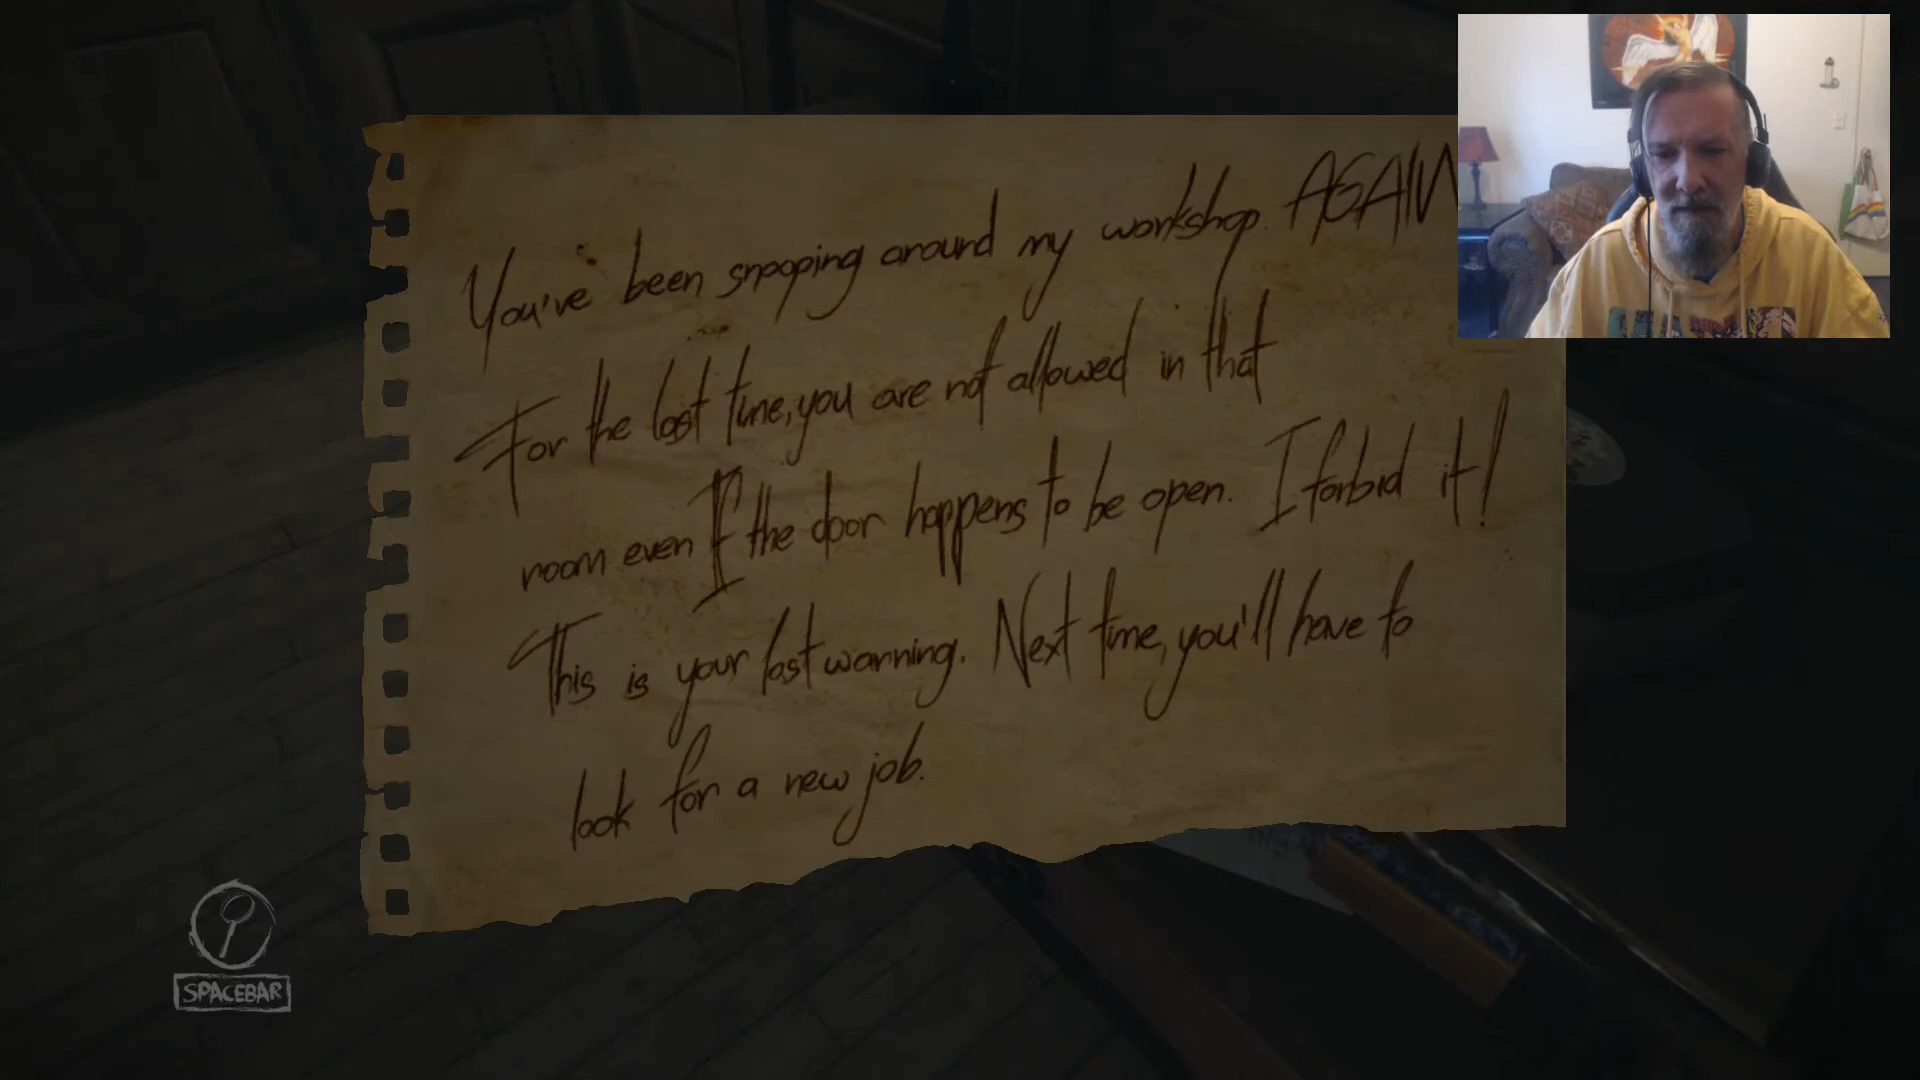 You've been snooping around my workshop. AGAIN
For the last time, you are not allowed in that
room even If the door happens to be open. I forbid it!
This is your last warning. Next time, you'll have to
look for a new job.
SPACEBAR